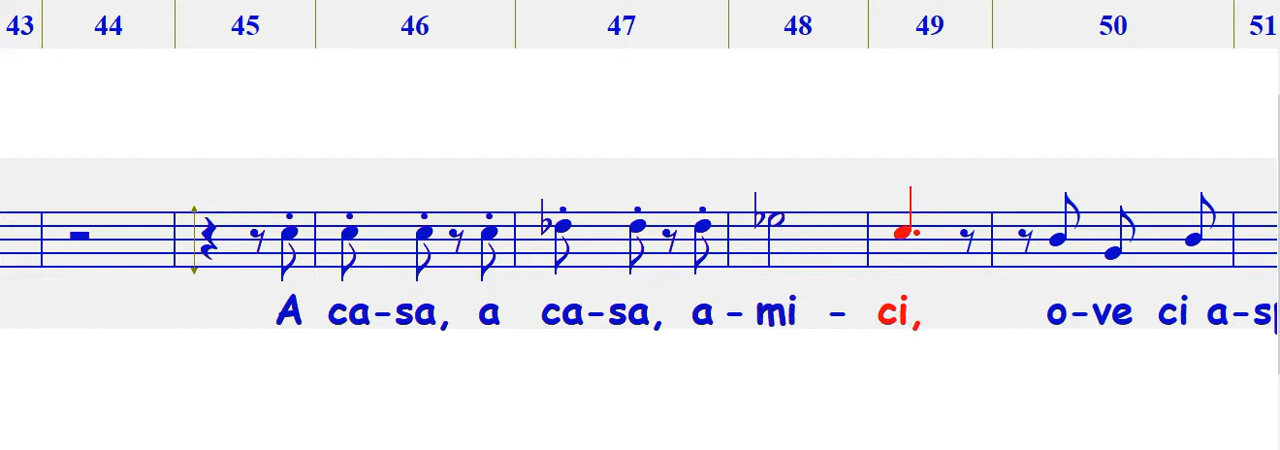 43 44 45 46 47 48 49 50 51
A ca-sa, a ca-sa, a-mi - ci, o-ve ci a-s